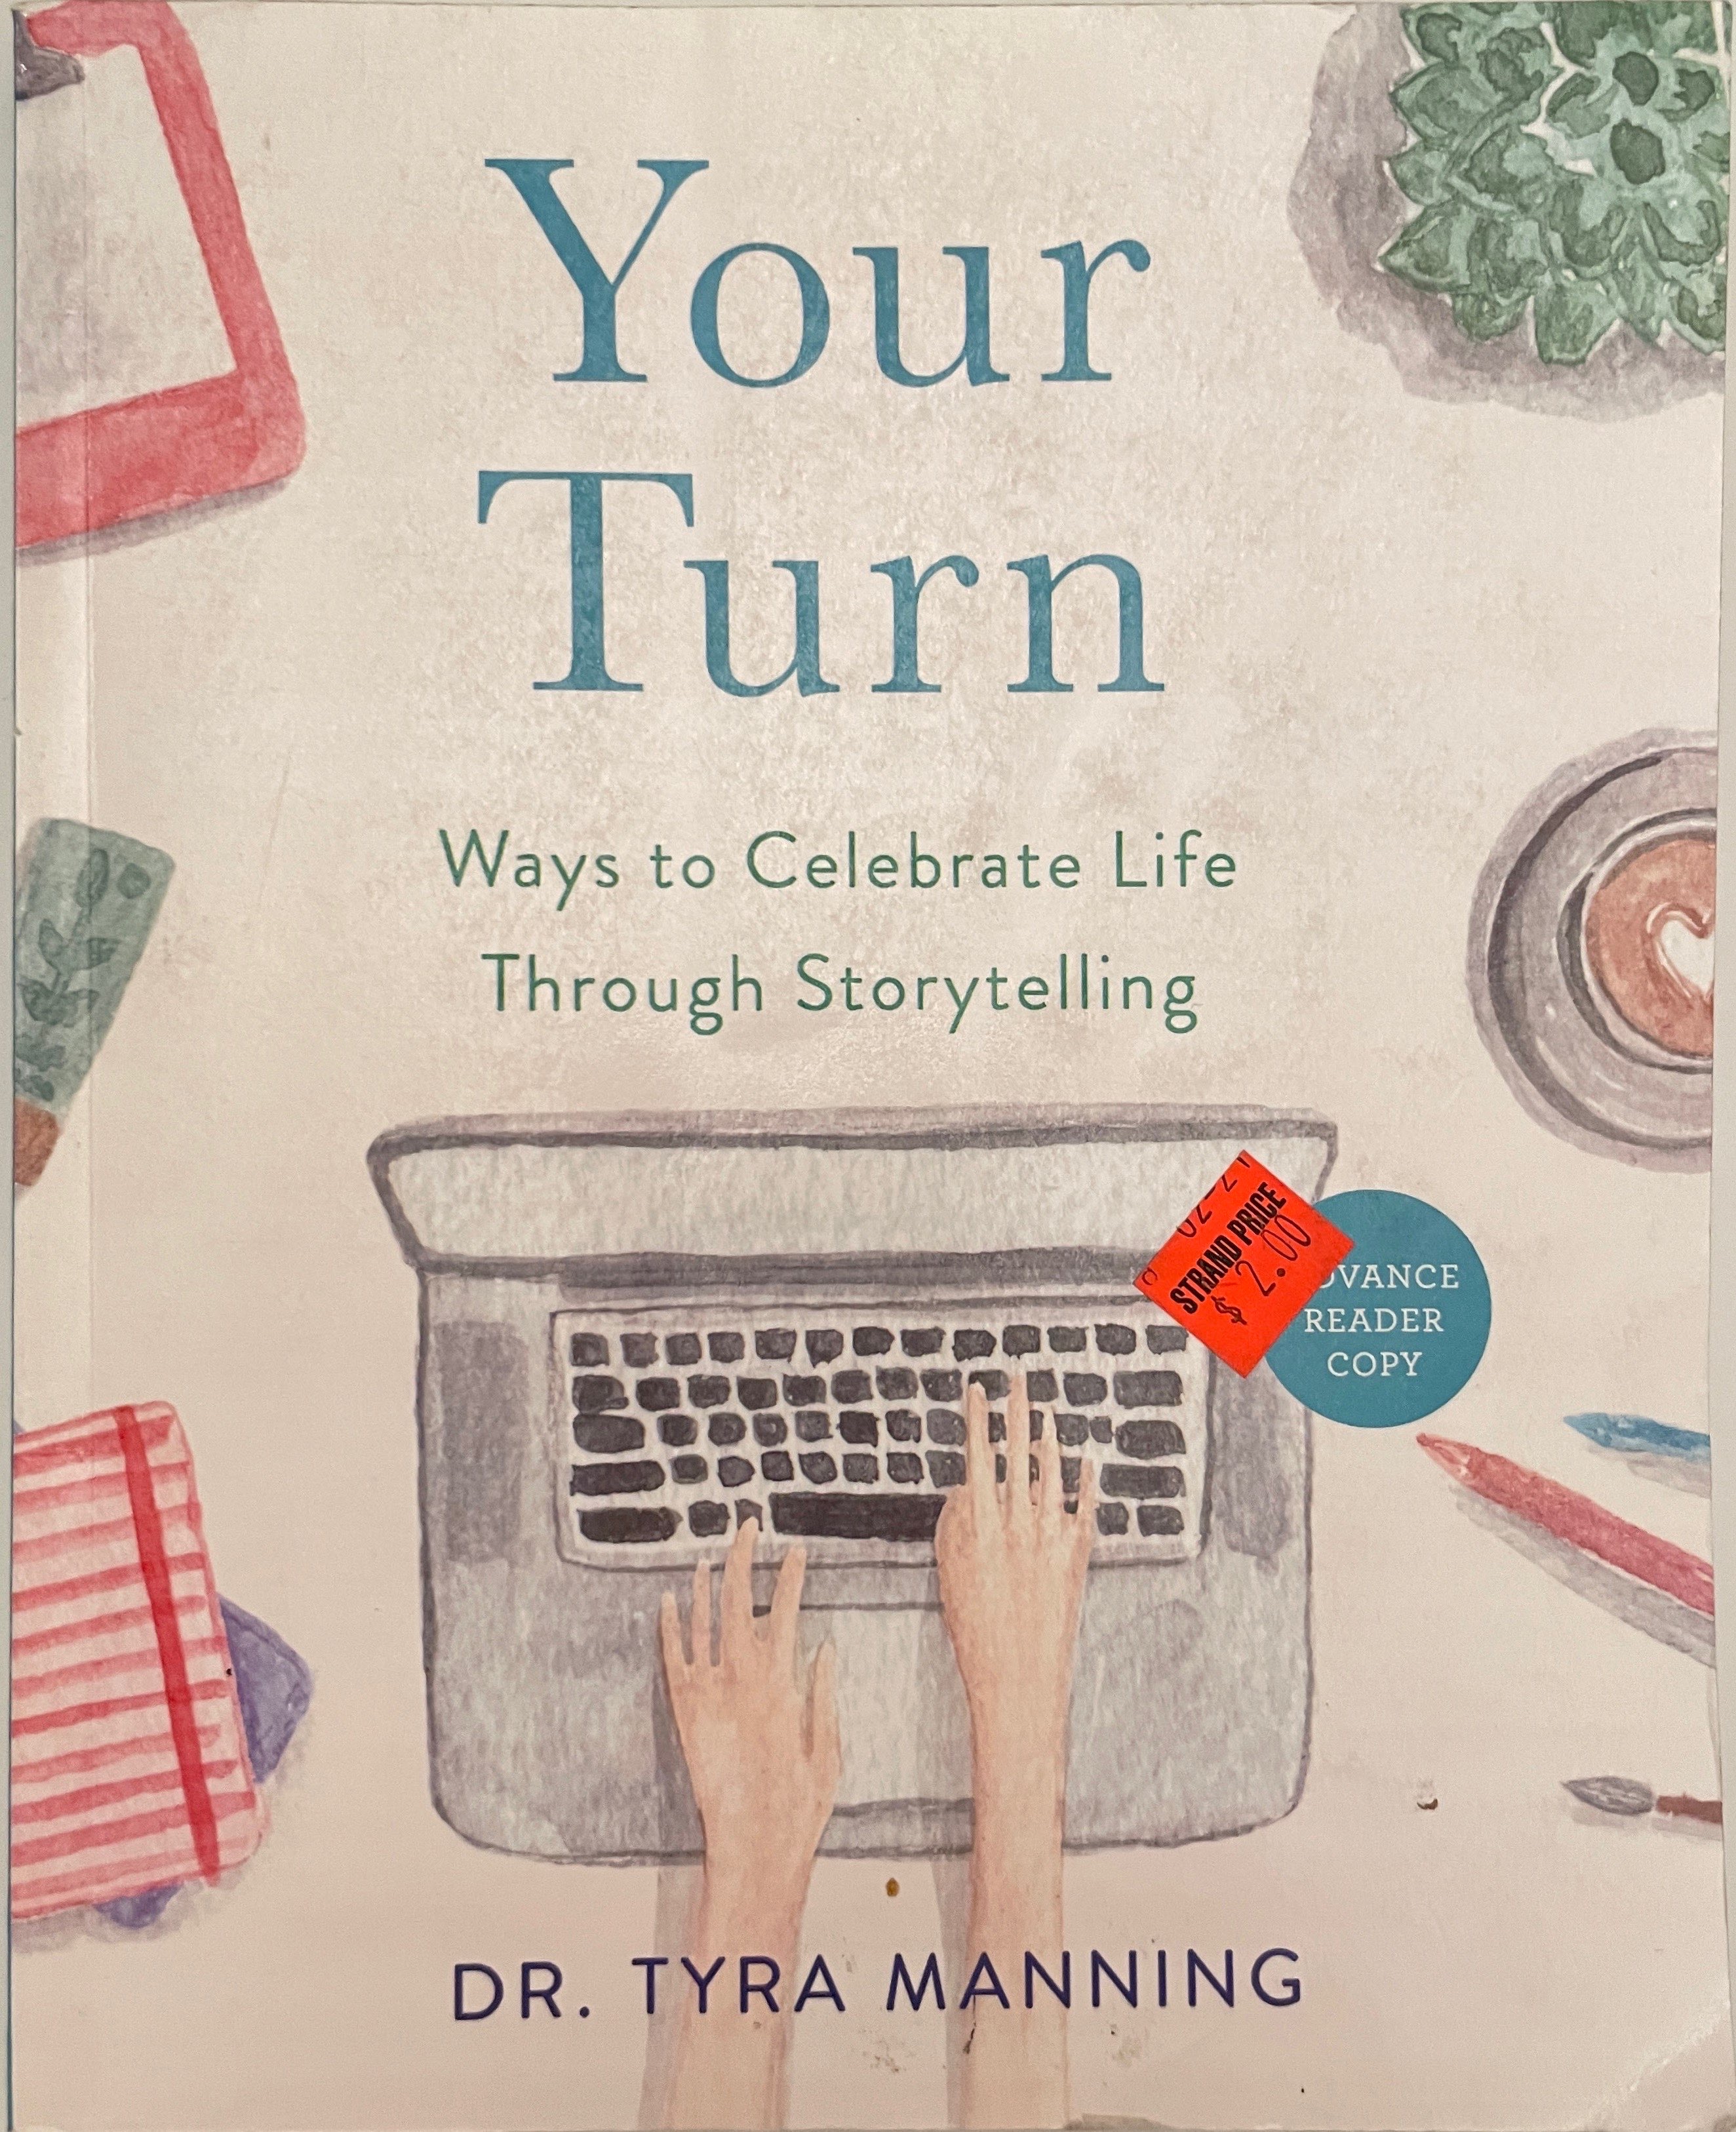 Your
Turn
Ways to Celebrate Life
Through Storytelling
STRAND PRICE
$2.00
READER
COPY
DR. TYRA MANNING